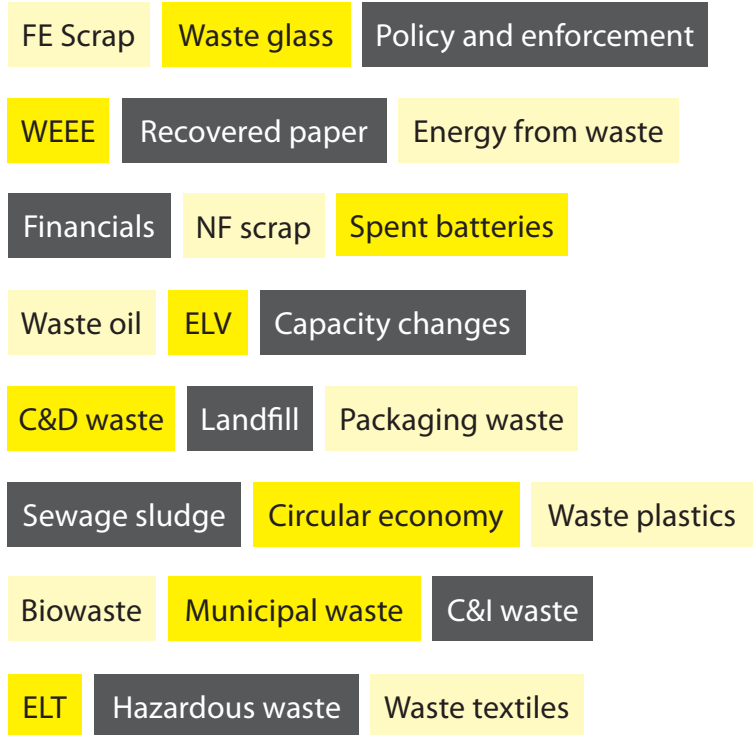 FE Scrap Waste glass Policy and enforcement
WEEE Recovered paper Energy from waste
Financials NF scrap Spent batteries
Waste oil ELV Capacity changes
C&D waste Landfill Packaging waste
Sewage sludge Circular economy Waste plastics
Biowaste Municipal waste C&I waste
ELT Hazardous waste Waste textiles